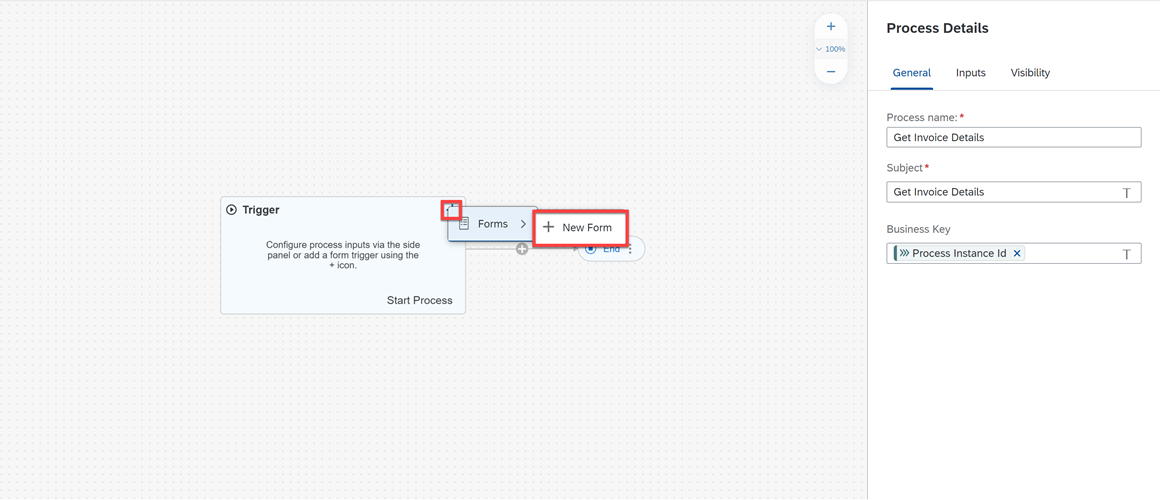 100%
Trigger
Forms
New Form
End
Configure process inputs via the side
panel or add a form trigger using the
+ icon.
Start Process
Process Details
General Inputs Visibility
Process name:*
Get Invoice Details
Subject*
Get Invoice Details
Business Key
Process Instance Id